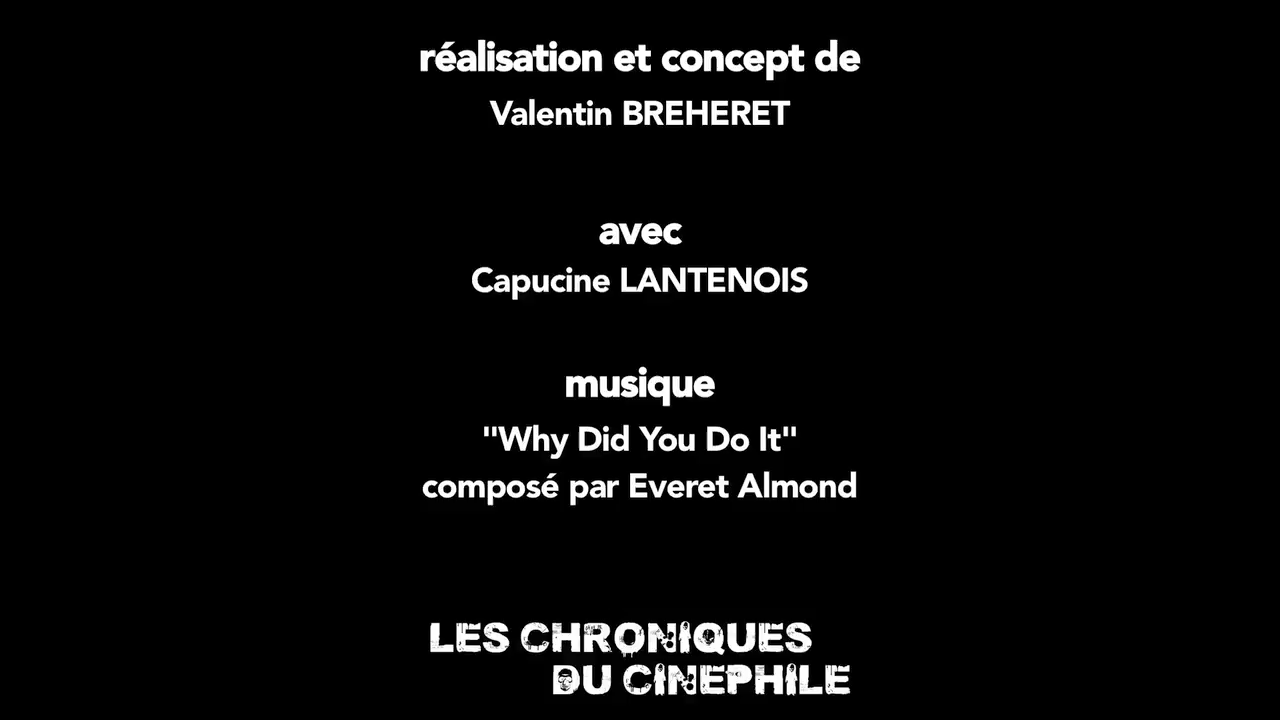 réalisation et concept de
Valentin BREHERET
avec
Capucine LANTENOIS
musique
"Why Did You Do It"
composé par Everet Almond
LES CHRONIQUES
DU CINEPHILE